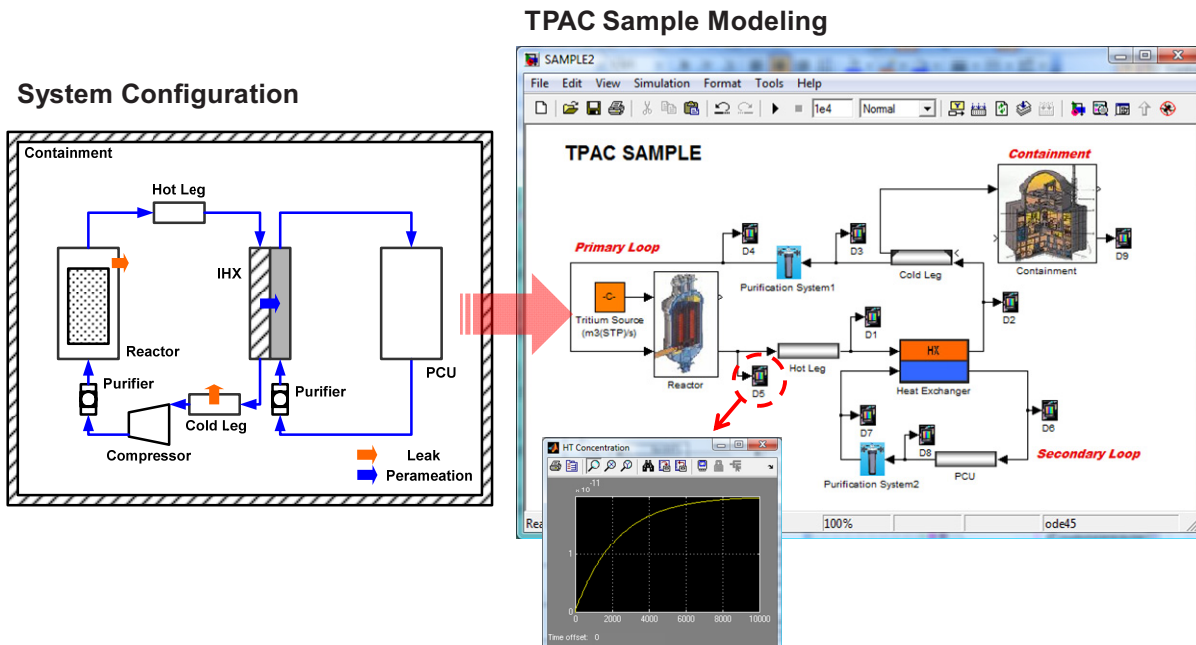 TPAC Sample Modeling
System Configuration
Containment
Hot Leg
IHX
Reactor
PCU
Purifier
Purifier
Cold Leg
Compressor
Leak
Perameation
SAMPLE2
File Edit View Simulation Format Tools Help
1e4
Normal
TPAC SAMPLE
Containment
Primary Loop
D4
D3
D9
Containment
Cold Leg
Purification System1
-C-
Tritium Source
(m3(STP)/s)
D2
D1
HX
Reactor
Hot Leg
D5
Heat Exchanger
D7
D6
D8
Secondary Loop
Purification System2
PCU
HT Concentration
x 10
-11
1
0
0 2000 4000 6000 8000 10000
Time offset: 0
Rea
100%
ode45